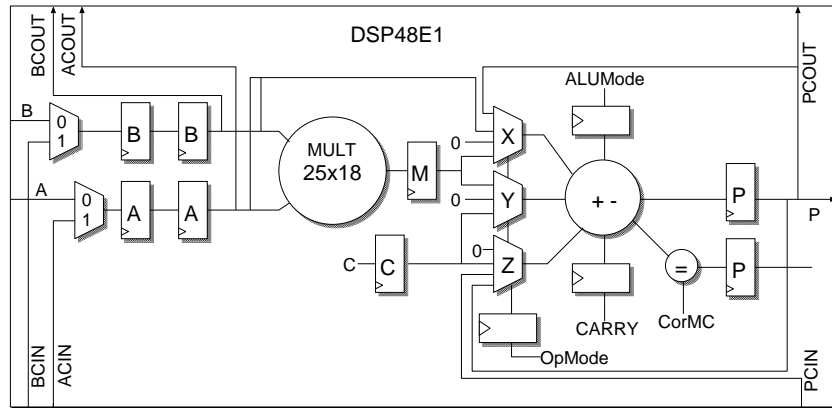 DSP48E1
BCOUT
ACOUT
PCOUT
ALUMode
B
0
1
B
B
MULT
25x18
M
0
X
A
0
1
A
A
0
Y
+ -
P
P
C
C
0
Z
=
P
CARRY
CorMC
OpMode
BCIN
ACIN
PCIN